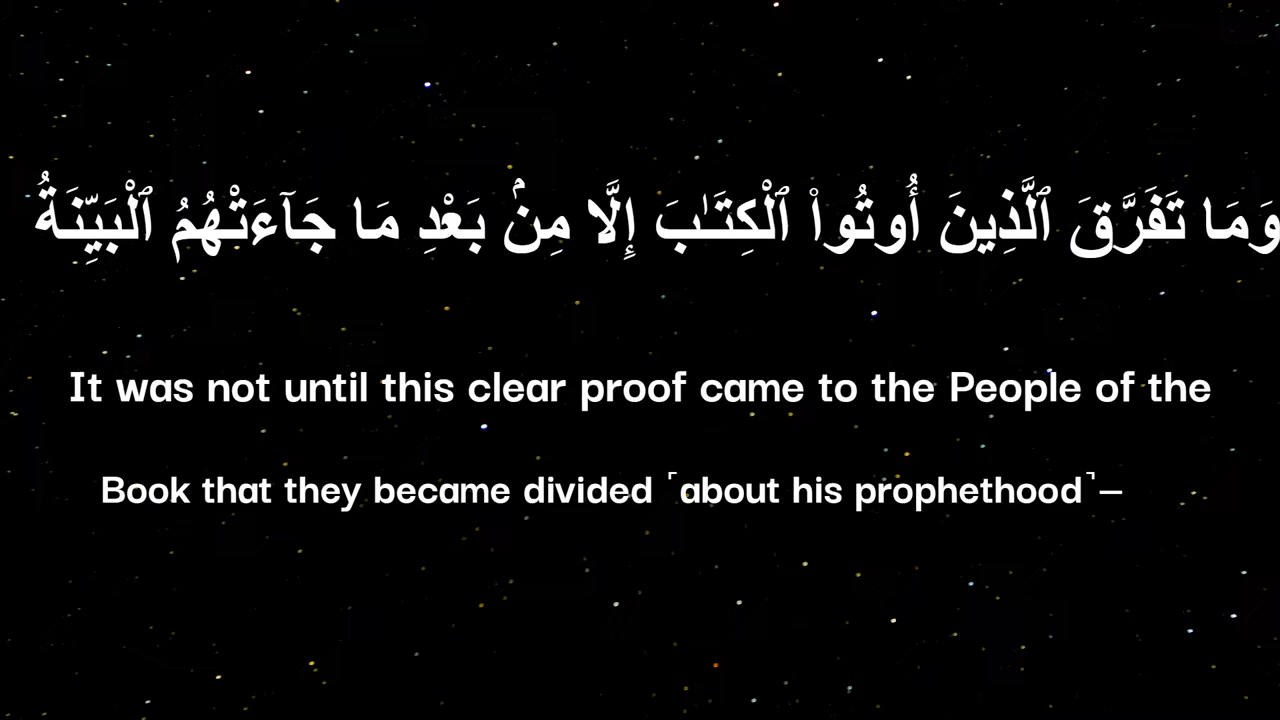 وَمَا تَفَرَّقَ ٱلَّذِينَ أُوتُوا۟ ٱلْكِتَـٰبَ إِلَّا مِنۢ بَعْدِ مَا جَآءَتْهُمُ ٱلْبَيِّنَةُ
It was not until this clear proof came to the People of the
Book that they became divided ˹about his prophethood˺—